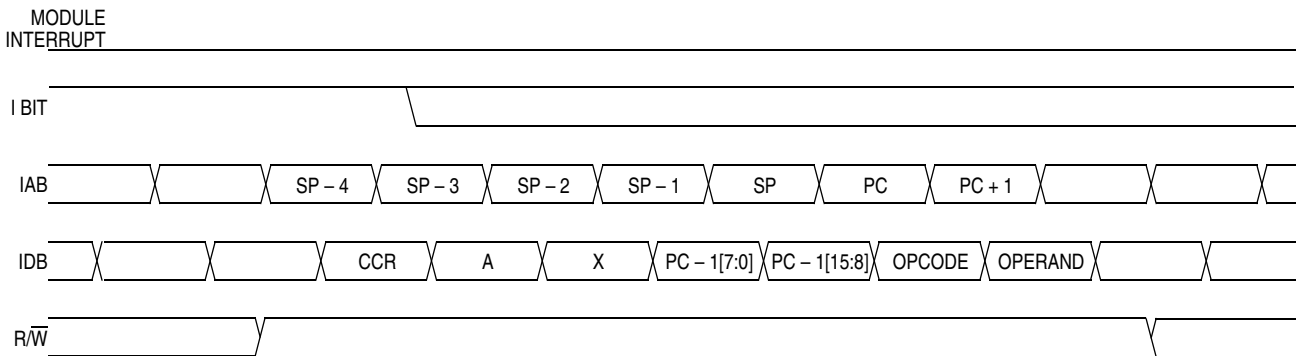 MODULE
INTERRUPT
I BIT
IAB SP – 4 SP – 3 SP – 2 SP – 1 SP PC PC + 1
IDB CCR A X PC – 1[7:0] PC – 1[15:8] OPCODE OPERAND
R/W̅